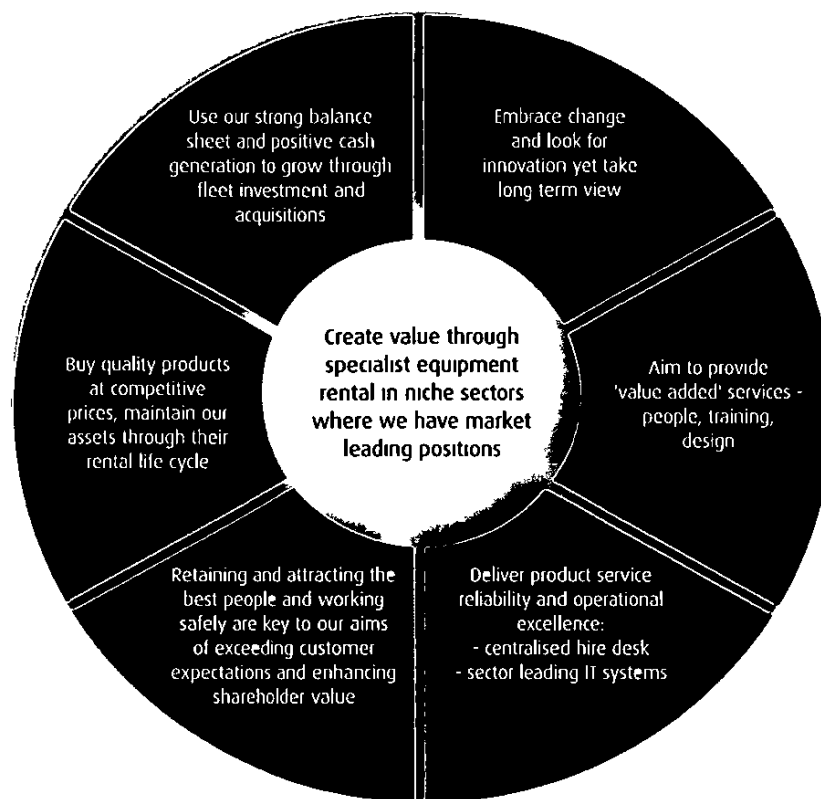 Use our strong balance
sheet and positive cash
generation to grow through
fleet investment and
acquisitions
Embrace change
and look for
innovation yet take
long term view
Create value through
specialist equipment
rental in niche sectors
where we have market
leading positions
Buy quality products
at competitive
prices, maintain our
assets through their
rental life cycle
Aim to provide
'value added' services -
people, training,
design
Retaining and attracting the
best people and working
safely are key to our aims
of exceeding customer
expectations and enhancing
shareholder value
Deliver product service
reliability and operational
excellence:
- centralised hire desk
- sector leading IT systems